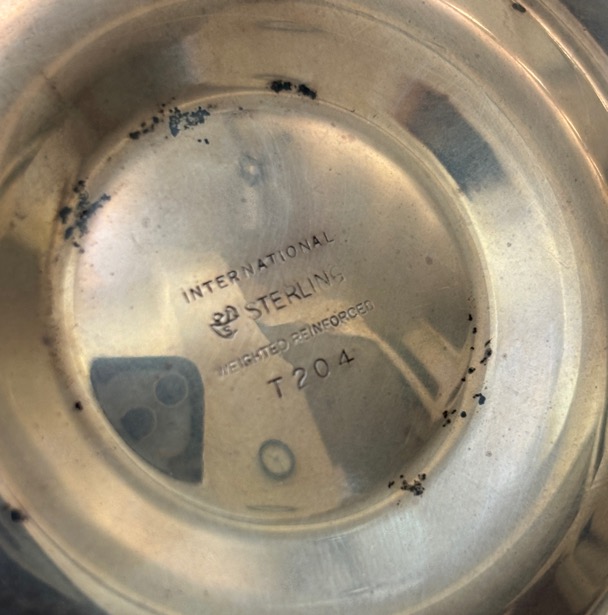 INTERNATIONAL
STERLING
WEIGHTED REINFORCED
T204